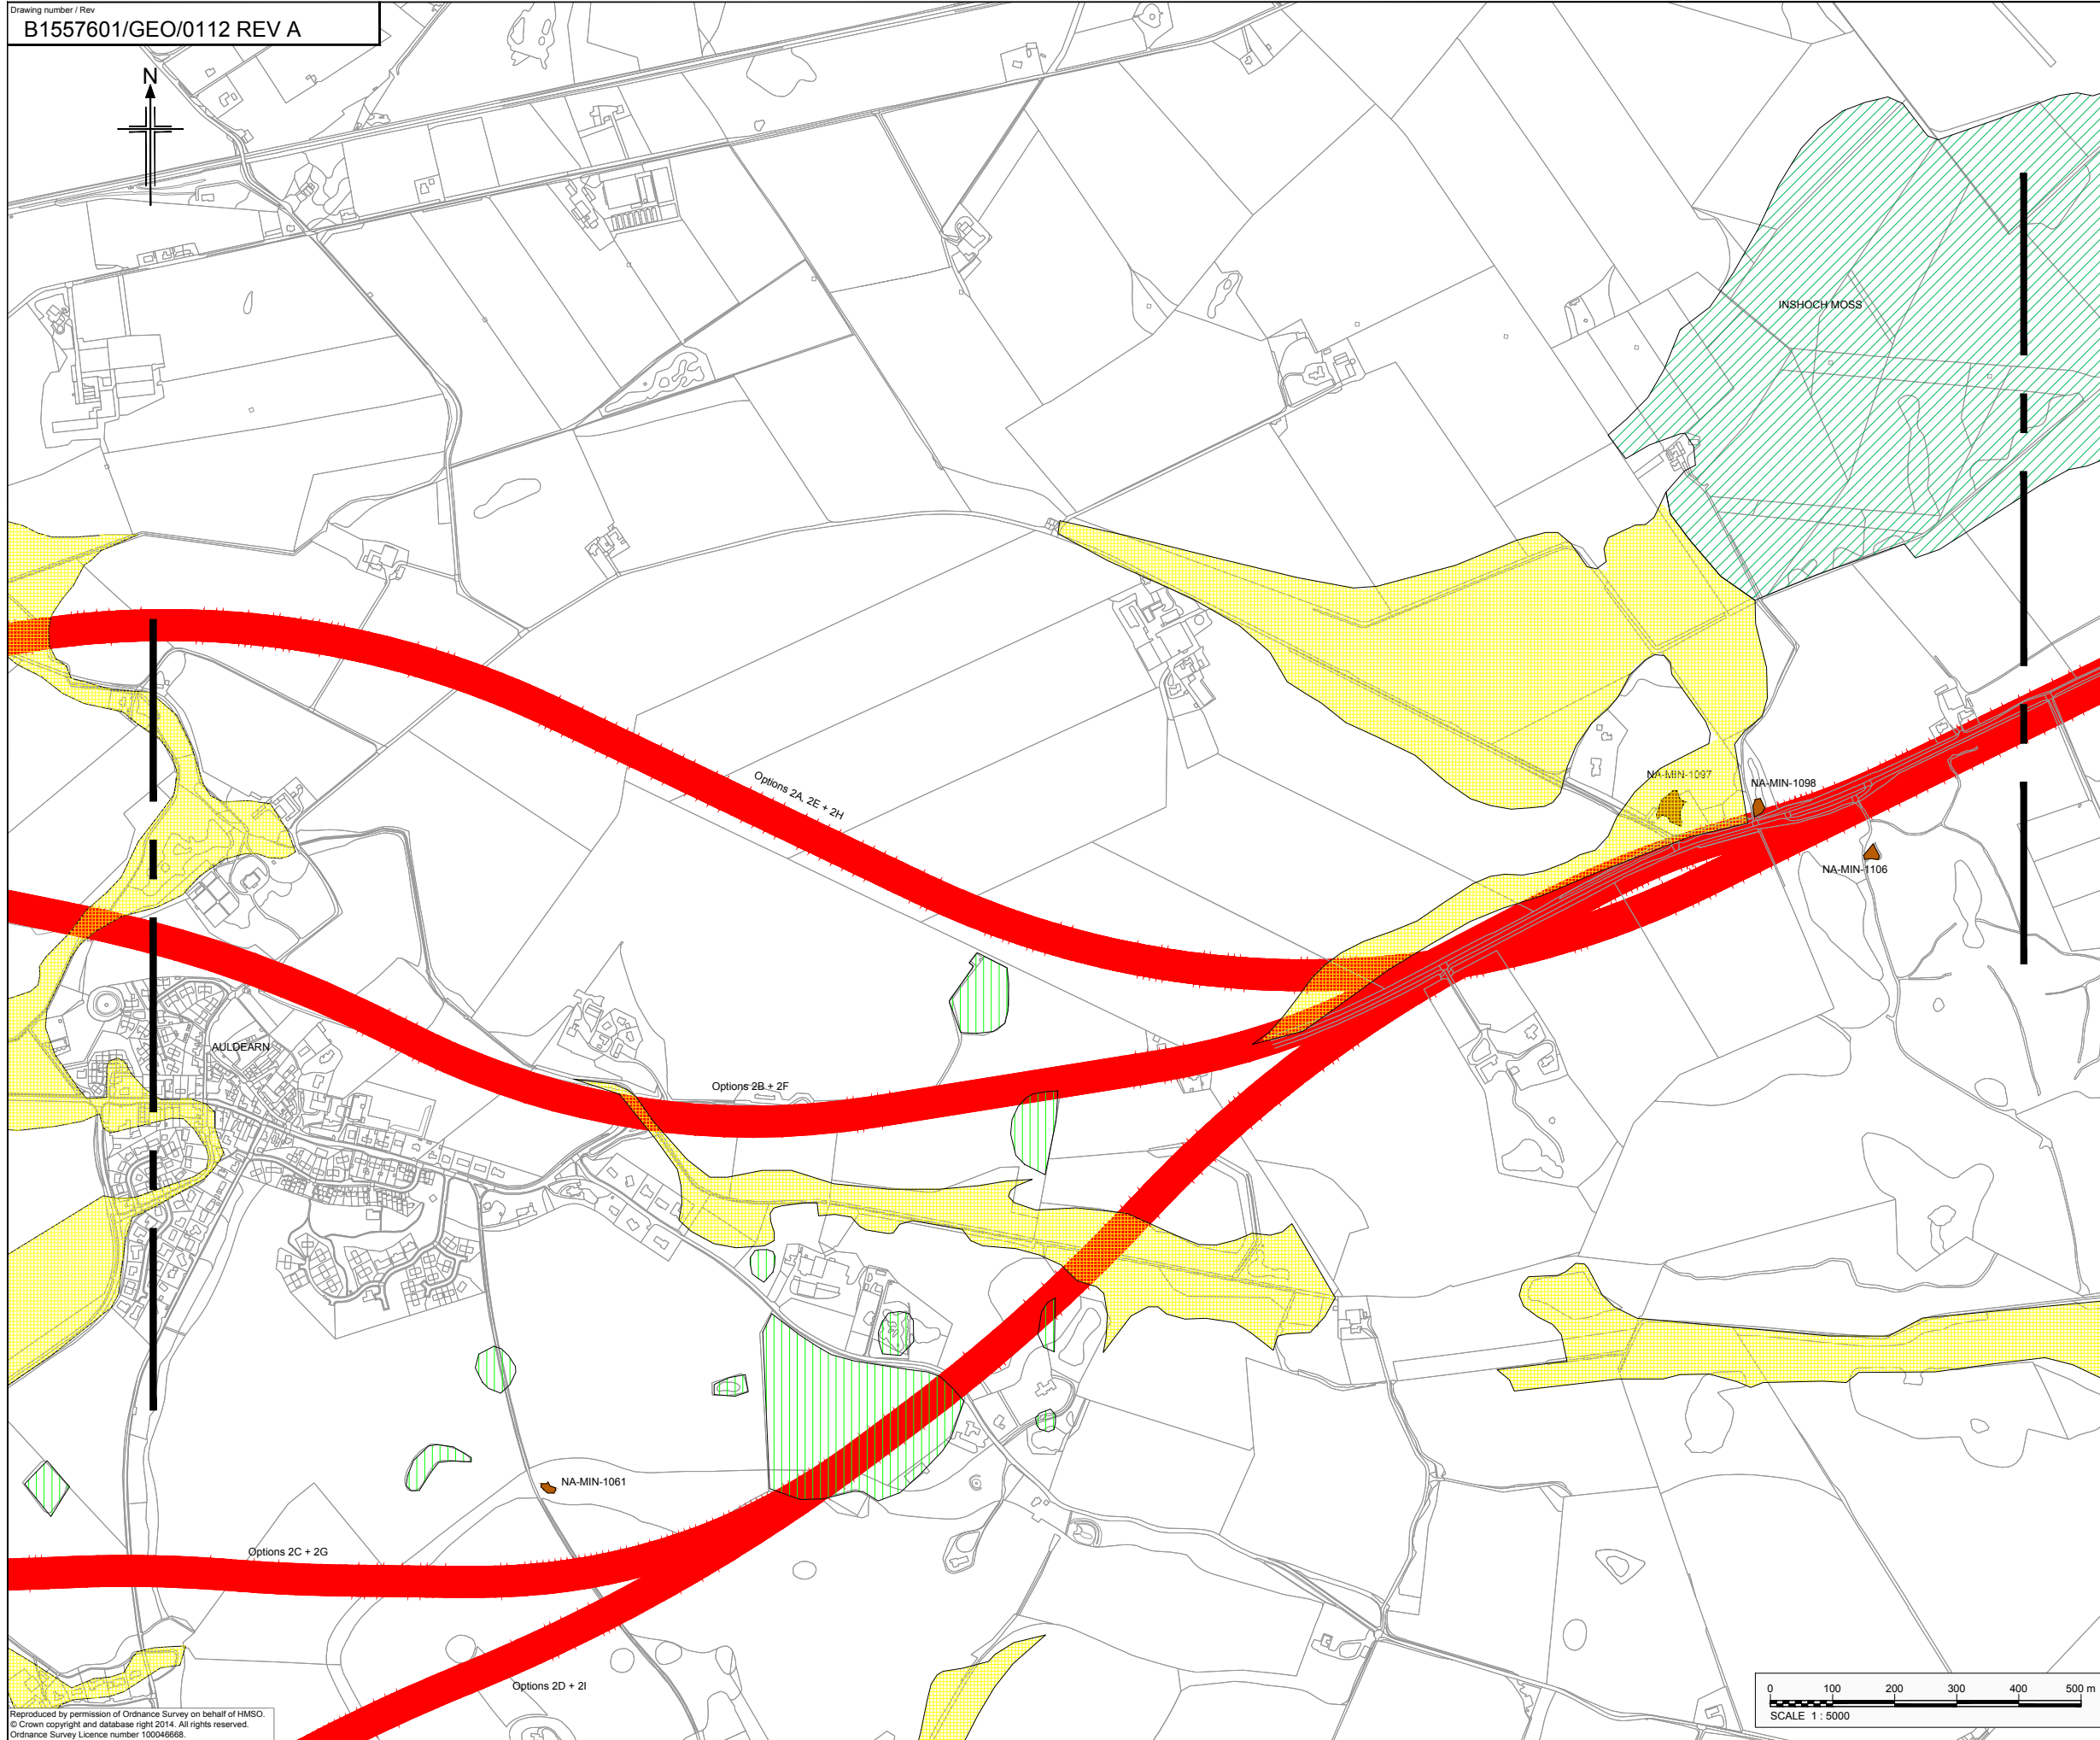 Drawing number / Rev
B1557601/GEO/0112 REV A
N
INSHOCH MOSS
NA-MIN-1097
NA-MIN-1098
Options 2A, 2E + 2H
NA-MIN-1106
AULDEARN
Options 2B + 2F
NA-MIN-1061
Options 2C + 2G
Options 2D + 2I
0 100 200 300 400 500 m
SCALE 1 : 5000
Reproduced by permission of Ordnance Survey on behalf of HMSO.
© Crown copyright and database right 2014. All rights reserved.
Ordnance Survey Licence number 100046668.